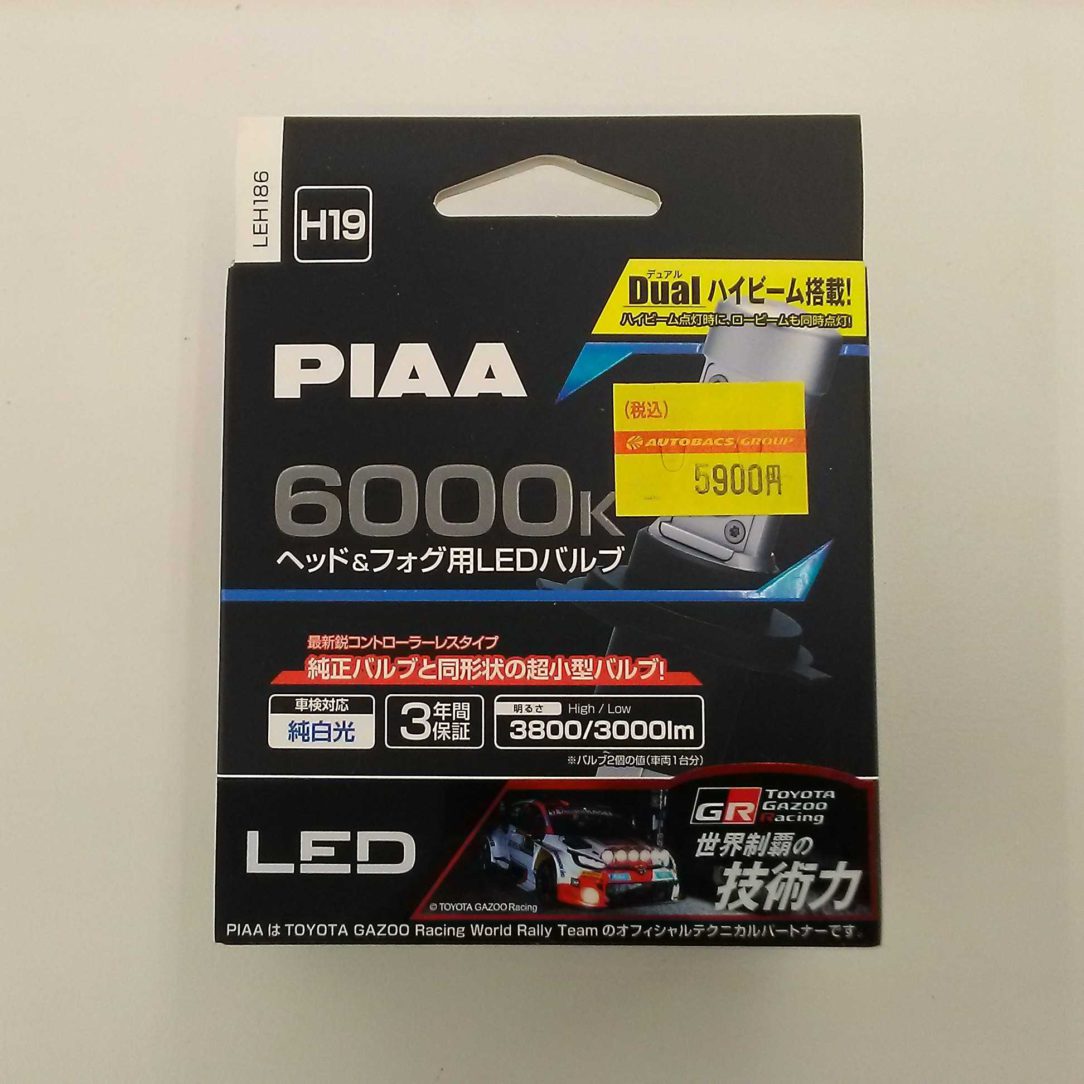 LEH186
H19
デュアル
Dual ハイビーム搭載!
ハイビーム点灯時に、ロービームも同時点灯!
PIAA
(税込)
AUTOBACS GROUP
5900円
6000K
ヘッド&フォグ用LEDバルブ
最新鋭コントローラーレスタイプ
純正バルブと同形状の超小型バルブ!
車検対応
純白光
3年間保証
明るさ High / Low
3800/3000lm
※バルブ2個の値(車両1台分)
LED
GR TOYOTA GAZOO Racing
世界制覇の
技術力
© TOYOTA GAZOO Racing
PIAA は TOYOTA GAZOO Racing World Rally Team のオフィシャルテクニカルパートナーです。